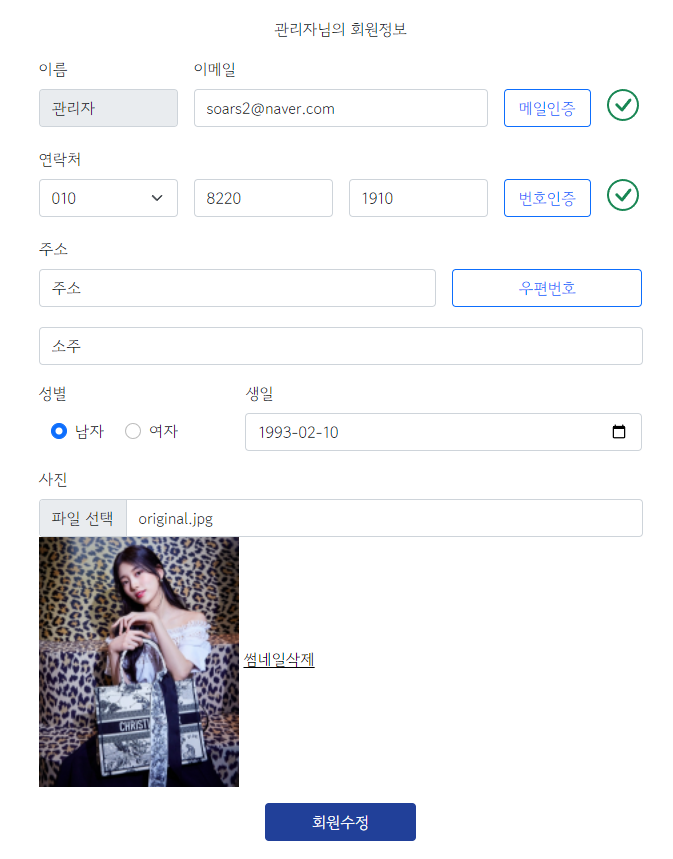 관리자님의 회원정보
이름 이메일
관리자 soars2@naver.com 메일인증
연락처
010 8220 1910 번호인증
주소
주소 우편번호
소주
성별 생일
남자 여자 1993-02-10
사진
파일 선택 original.jpg
썸네일삭제
CHRISTI
회원수정